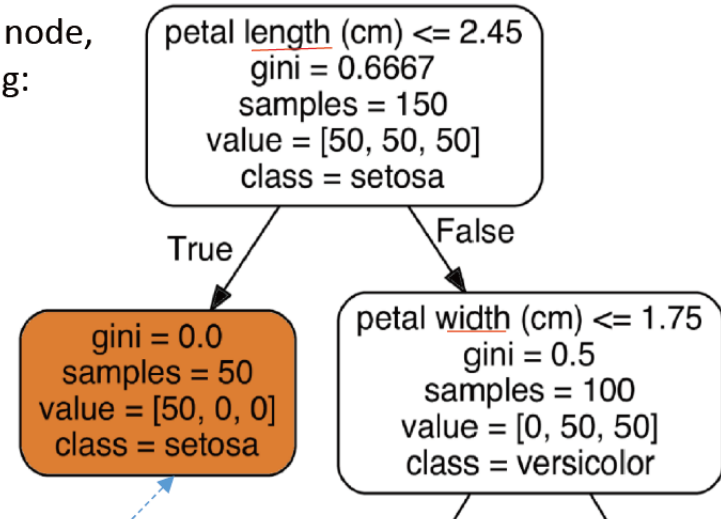 node,
g:
petal length (cm) <= 2.45
gini = 0.6667
samples = 150
value = [50, 50, 50]
class = setosa
True
False
gini = 0.0
samples = 50
value = [50, 0, 0]
class = setosa
petal width (cm) <= 1.75
gini = 0.5
samples = 100
value = [0, 50, 50]
class = versicolor